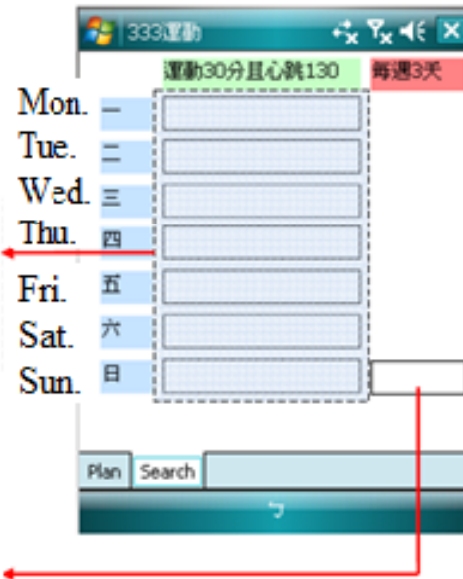 333運動
運動30分且心跳130 每週3天
Mon. 一
Tue. 二
Wed. 三
Thu. 四
Fri. 五
Sat. 六
Sun. 日
Plan Search
ㄅ